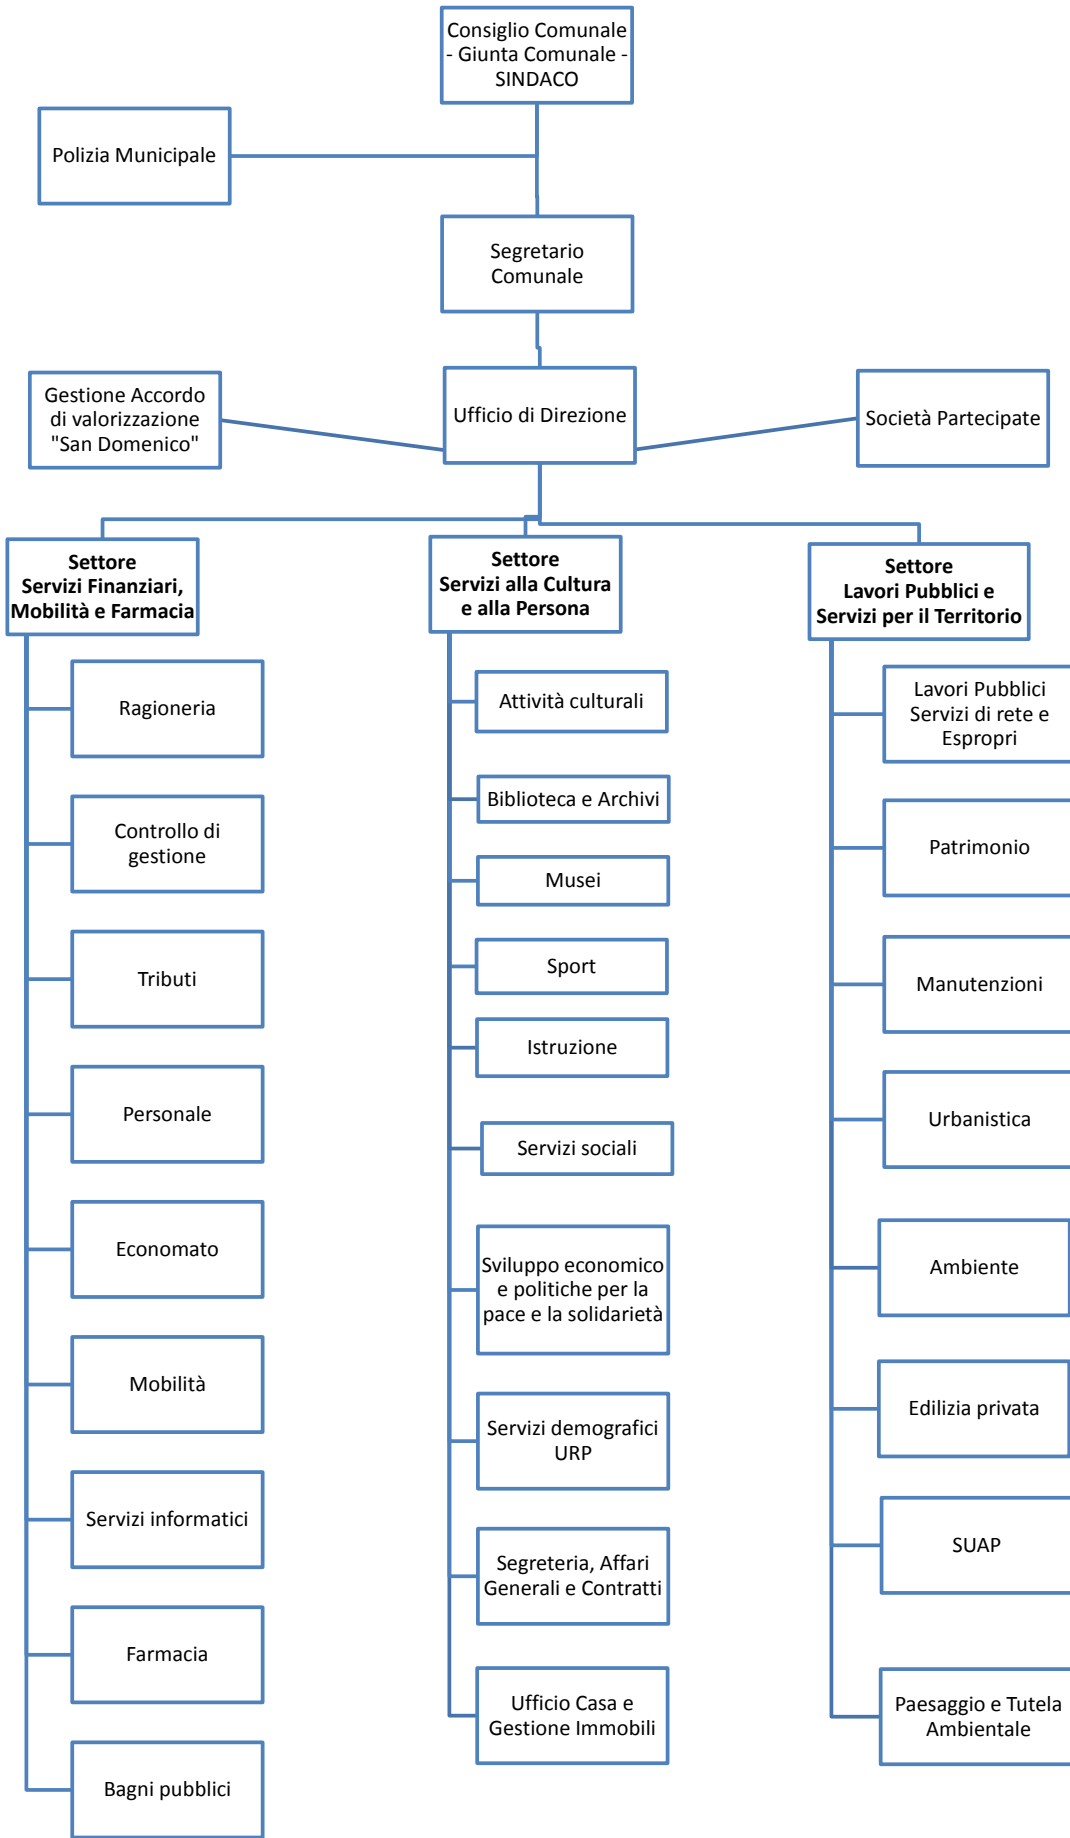 Consiglio Comunale
- Giunta Comunale -
SINDACO
Polizia Municipale
Segretario
Comunale
Gestione Accordo
di valorizzazione
"San Domenico"
Ufficio di Direzione
Società Partecipate
Settore
Servizi Finanziari,
Mobilità e Farmacia
Ragioneria
Controllo di
gestione
Tributi
Personale
Economato
Mobilità
Servizi informatici
Farmacia
Bagni pubblici
Settore
Servizi alla Cultura
e alla Persona
Attività culturali
Biblioteca e Archivi
Musei
Sport
Istruzione
Servizi sociali
Sviluppo economico
e politiche per la
pace e la solidarietà
Servizi demografici
URP
Segreteria, Affari
Generali e Contratti
Ufficio Casa e
Gestione Immobili
Settore
Lavori Pubblici e
Servizi per il Territorio
Lavori Pubblici
Servizi di rete e
Espropri
Patrimonio
Manutenzioni
Urbanistica
Ambiente
Edilizia privata
SUAP
Paesaggio e Tutela
Ambientale